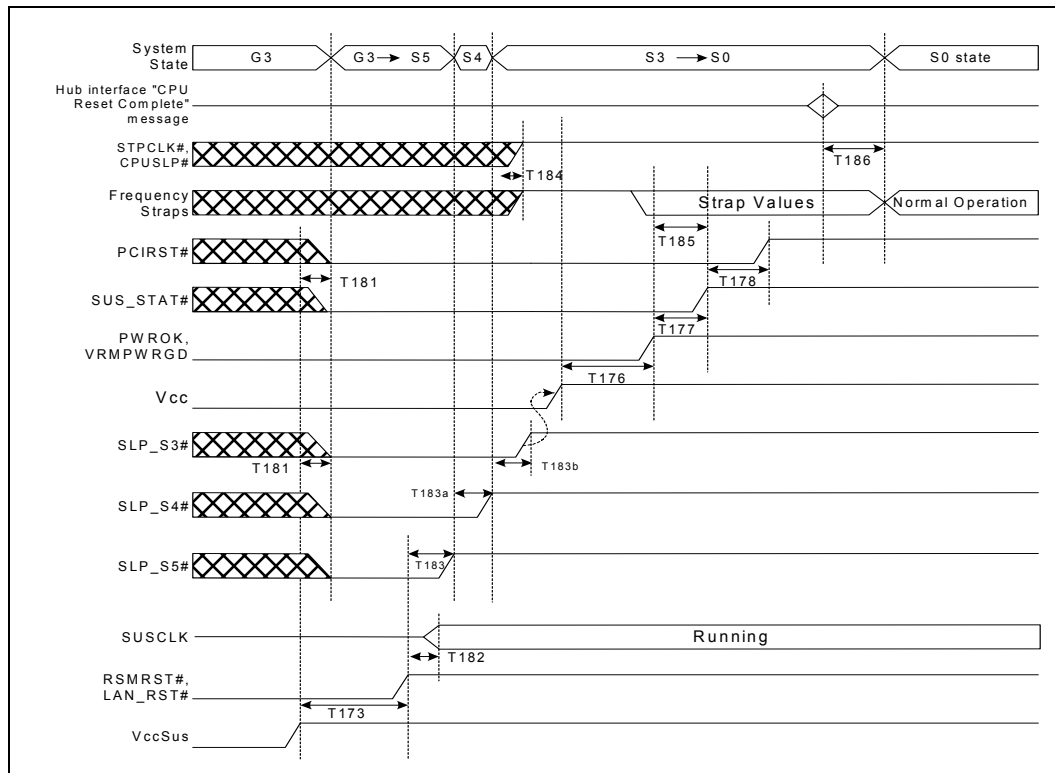 System
State
G3
G3 → S5
S4
S3 → S0
S0 state
Hub interface "CPU
Reset Complete"
message
STPCLK#,
CPUSLP#
T186
T184
Frequency
Straps
Strap Values
Normal Operation
T185
PCIRST#
T181
T178
SUS_STAT#
T177
PWROK,
VRMPWRGD
T176
Vcc
SLP_S3#
T181
T183b
T183a
SLP_S4#
SLP_S5#
T183
SUSCLK
Running
T182
RSMRST#,
LAN_RST#
T173
VccSus